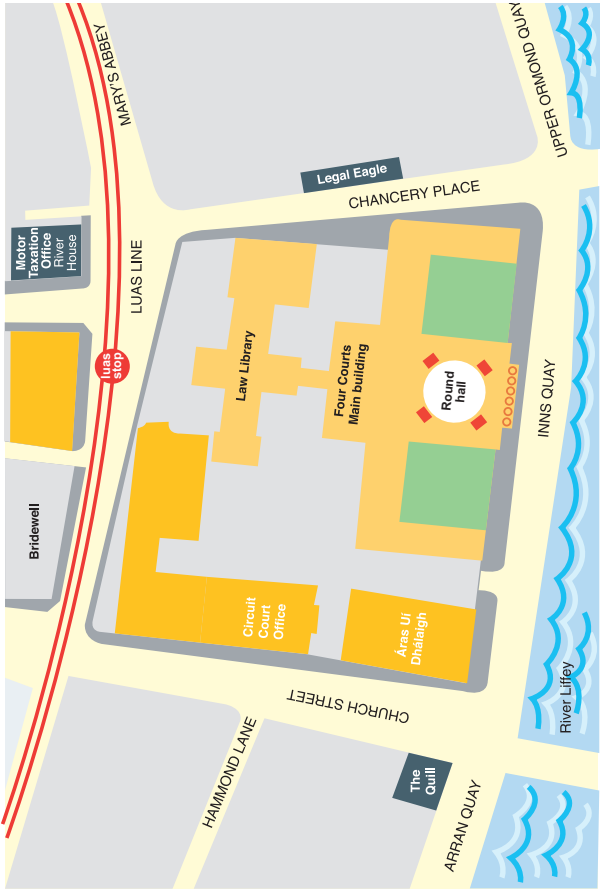 MARY'S ABBEY
UPPER ORMOND QUAY
Legal Eagle
CHANCERY PLACE
Motor
Taxation
Office
River
House
LUAS LINE
luas
stop
Law Library
Four Courts
Main building
Round
hall
INNS QUAY
Bridewell
Circuit
Court
Office
Áras Uí
Dhálaigh
CHURCH STREET
River Liffey
HAMMOND LANE
The
Quill
ARRAN QUAY